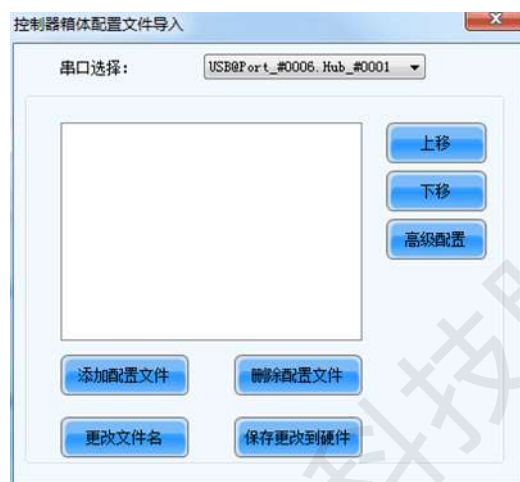 控制器箱体配置文件导入
串口选择: USB@Port_#0006.Hub_#0001
上移
下移
高级配置
添加配置文件 删除配置文件
更改文件名 保存更改到硬件
科技